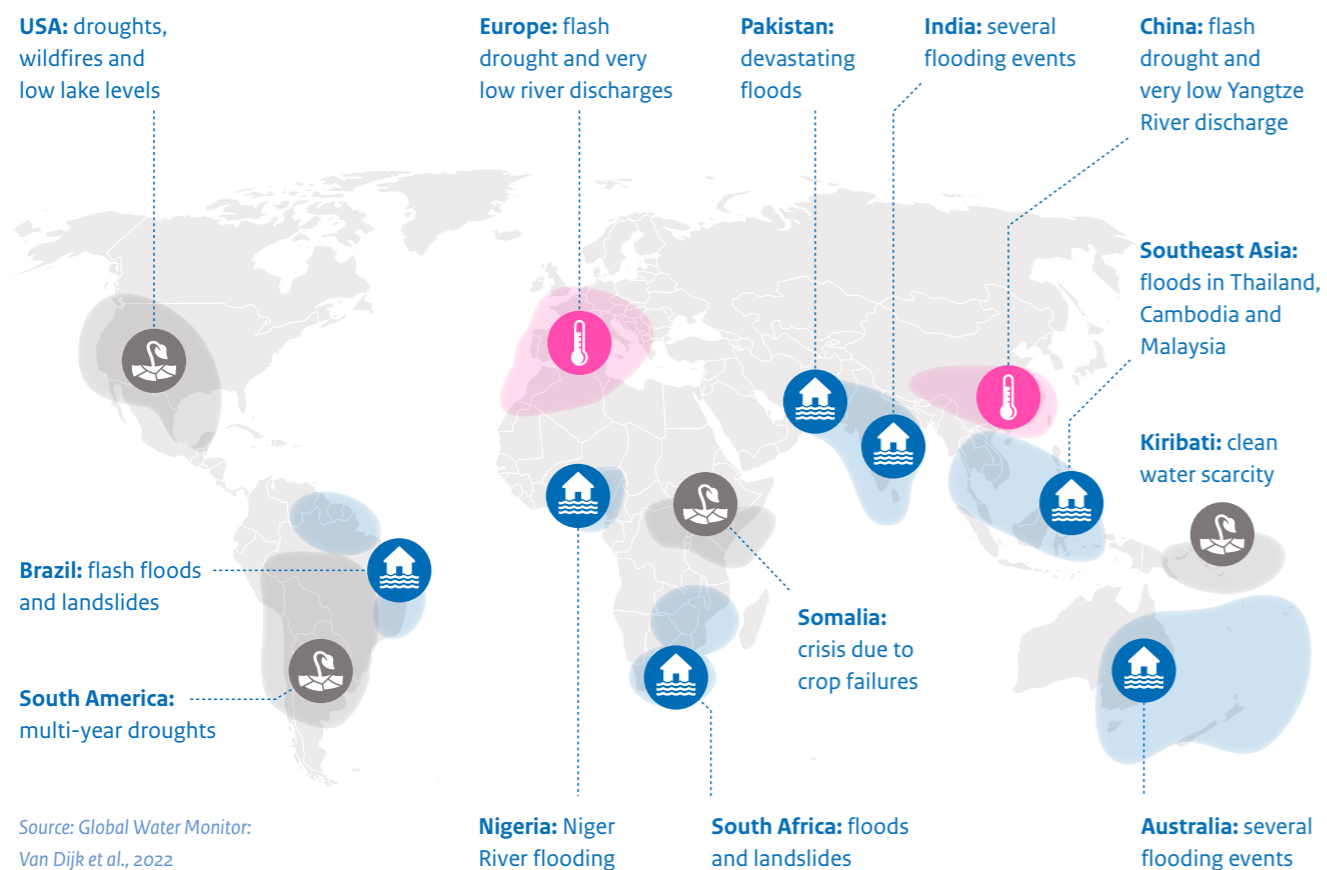 USA: droughts,
wildfires and
low lake levels
Europe: flash
drought and very
low river discharges
Pakistan:
devastating
floods
India: several
flooding events
China: flash
drought and
very low Yangtze
River discharge
Southeast Asia:
floods in Thailand,
Cambodia and
Malaysia
Kiribati: clean
water scarcity
Brazil: flash floods
and landslides
Somalia:
crisis due to
crop failures
South America:
multi-year droughts
Source: Global Water Monitor:
Van Dijk et al., 2022
Nigeria: Niger
River flooding
South Africa: floods
and landslides
Australia: several
flooding events